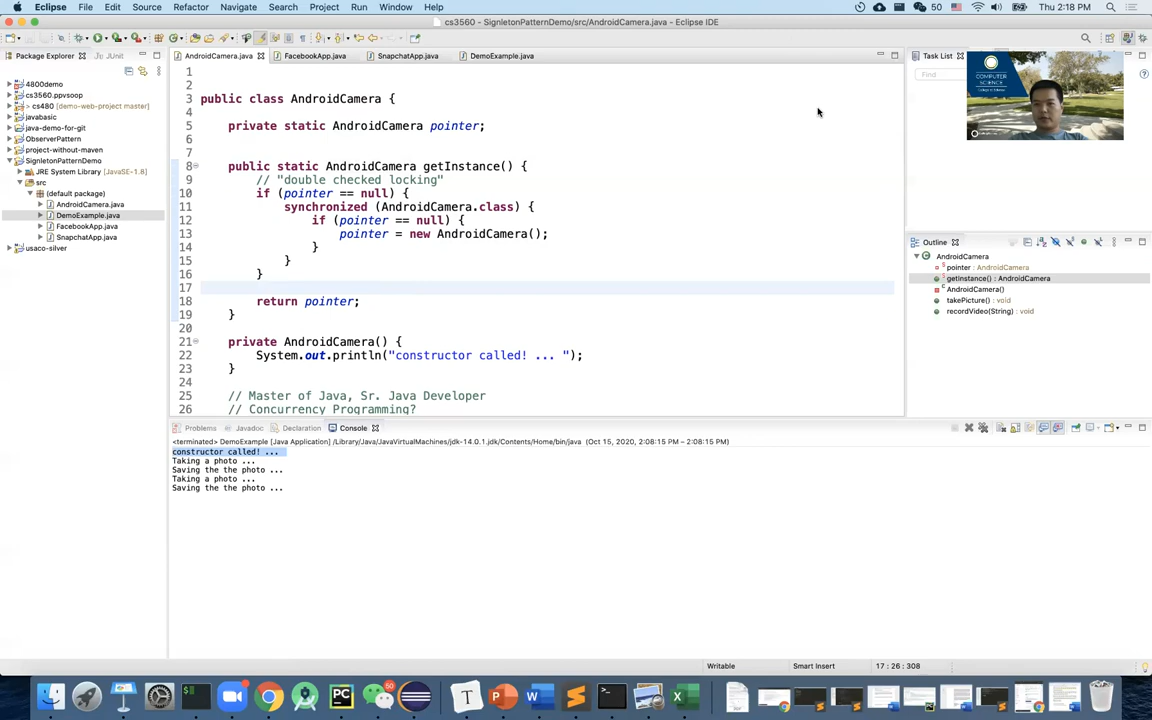 Eclipse File Edit Source Refactor Navigate Search Project Run Window Help 50 Thu 2:18 PM
cs3560 - SignletonPatternDemo/src/AndroidCamera.java - Eclipse IDE
Package Explorer JUnit
4800demo
cs3560.ppvsoop
cs480 [demo-web-project master]
javabasic
java-demo-for-git
ObserverPattern
project-without-maven
SignletonPatternDemo
JRE System Library [JavaSE-1.8]
src
(default package)
AndroidCamera.java
DemoExample.java
FacebookApp.java
SnapchatApp.java
usaco-silver
AndroidCamera.java FacebookApp.java SnapchatApp.java DemoExample.java
1
2
3 public class AndroidCamera {
4
5 private static AndroidCamera pointer;
6
7
8 public static AndroidCamera getInstance() {
9 // "double checked locking"
10 if (pointer == null) {
11 synchronized (AndroidCamera.class) {
12 if (pointer == null) {
13 pointer = new AndroidCamera();
14 }
15 }
16 }
17
18 return pointer;
19 }
20
21 private AndroidCamera() {
22 System.out.println("constructor called! ... ");
23 }
24
25 // Master of Java, Sr. Java Developer
26 // Concurrency Programming?
Task List
Find
COMPUTER
SCIENCE
Outline
AndroidCamera
pointer : AndroidCamera
getInstance() : AndroidCamera
AndroidCamera()
takePicture() : void
recordVideo(String) : void
Problems Javadoc Declaration Console
<terminated> DemoExample [Java Application] /Library/Java/JavaVirtualMachines/jdk-14.0.1.jdk/Contents/Home/bin/java (Oct 15, 2020, 2:08:15 PM – 2:08:15 PM)
constructor called! ...
Taking a photo ...
Saving the the photo ...
Taking a photo ...
Saving the the photo ...
Writable Smart Insert 17 : 26 : 308